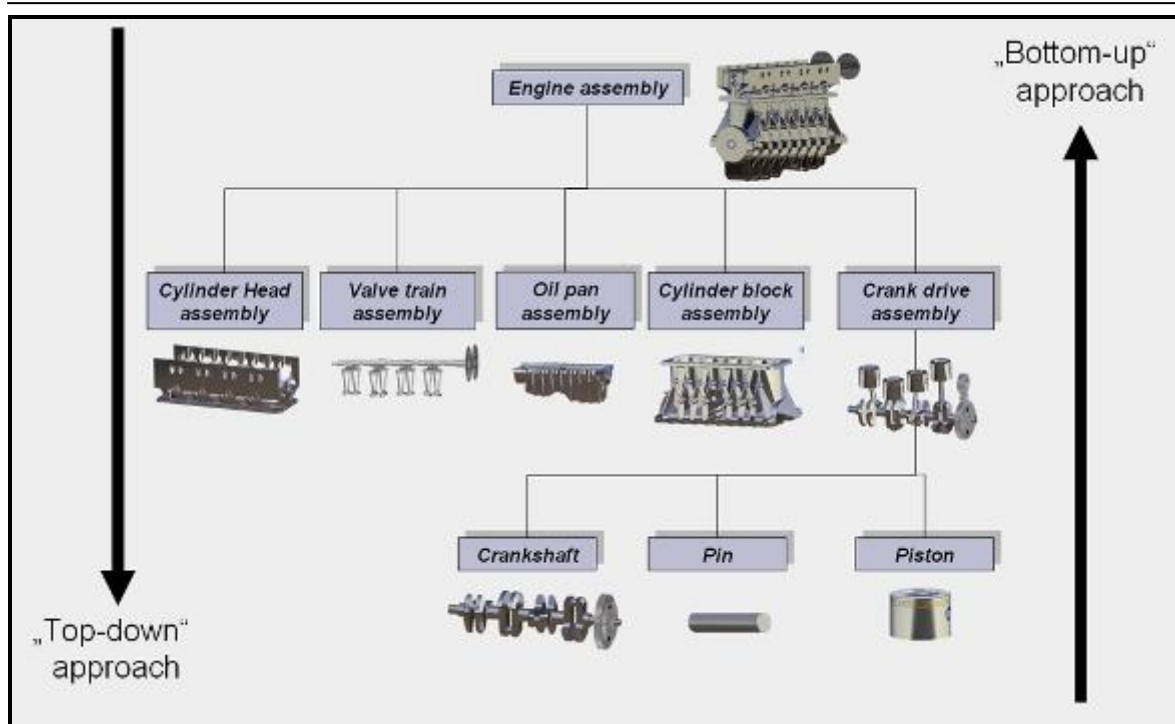 „Bottom-up“
approach
Engine assembly
Cylinder Head
assembly
Valve train
assembly
Oil pan
assembly
Cylinder block
assembly
Crank drive
assembly
Crankshaft
Pin
Piston
„Top-down“
approach